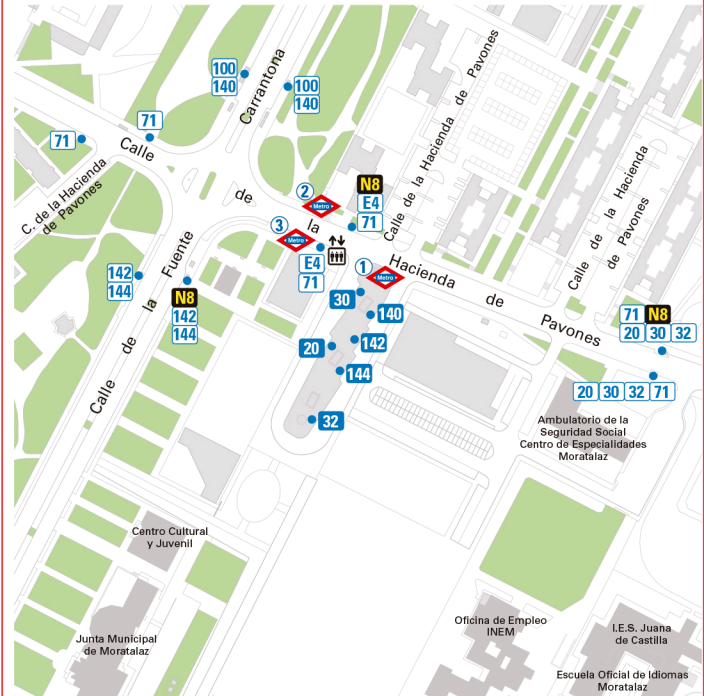 100
140
Carrantona
100
140
71
71
Calle
de
la
Hacienda
de
Pavones
C. de la Hacienda
de Pavones
Calle de la Hacienda de Pavones
Calle de la Hacienda
de Pavones
2
Metro
3
Metro
N8
E4
71
E4
71
1
Metro
142
144
N8
142
144
Calle de la Fuente
30
140
20
142
144
32
71 N8
20 30 32
20 30 32 71
Ambulatorio de la
Seguridad Social
Centro de Especialidades
Moratalaz
Centro Cultural
y Juvenil
Junta Municipal
de Moratalaz
Oficina de Empleo
INEM
I.E.S. Juana
de Castilla
Escuela Oficial de Idiomas
Moratalaz